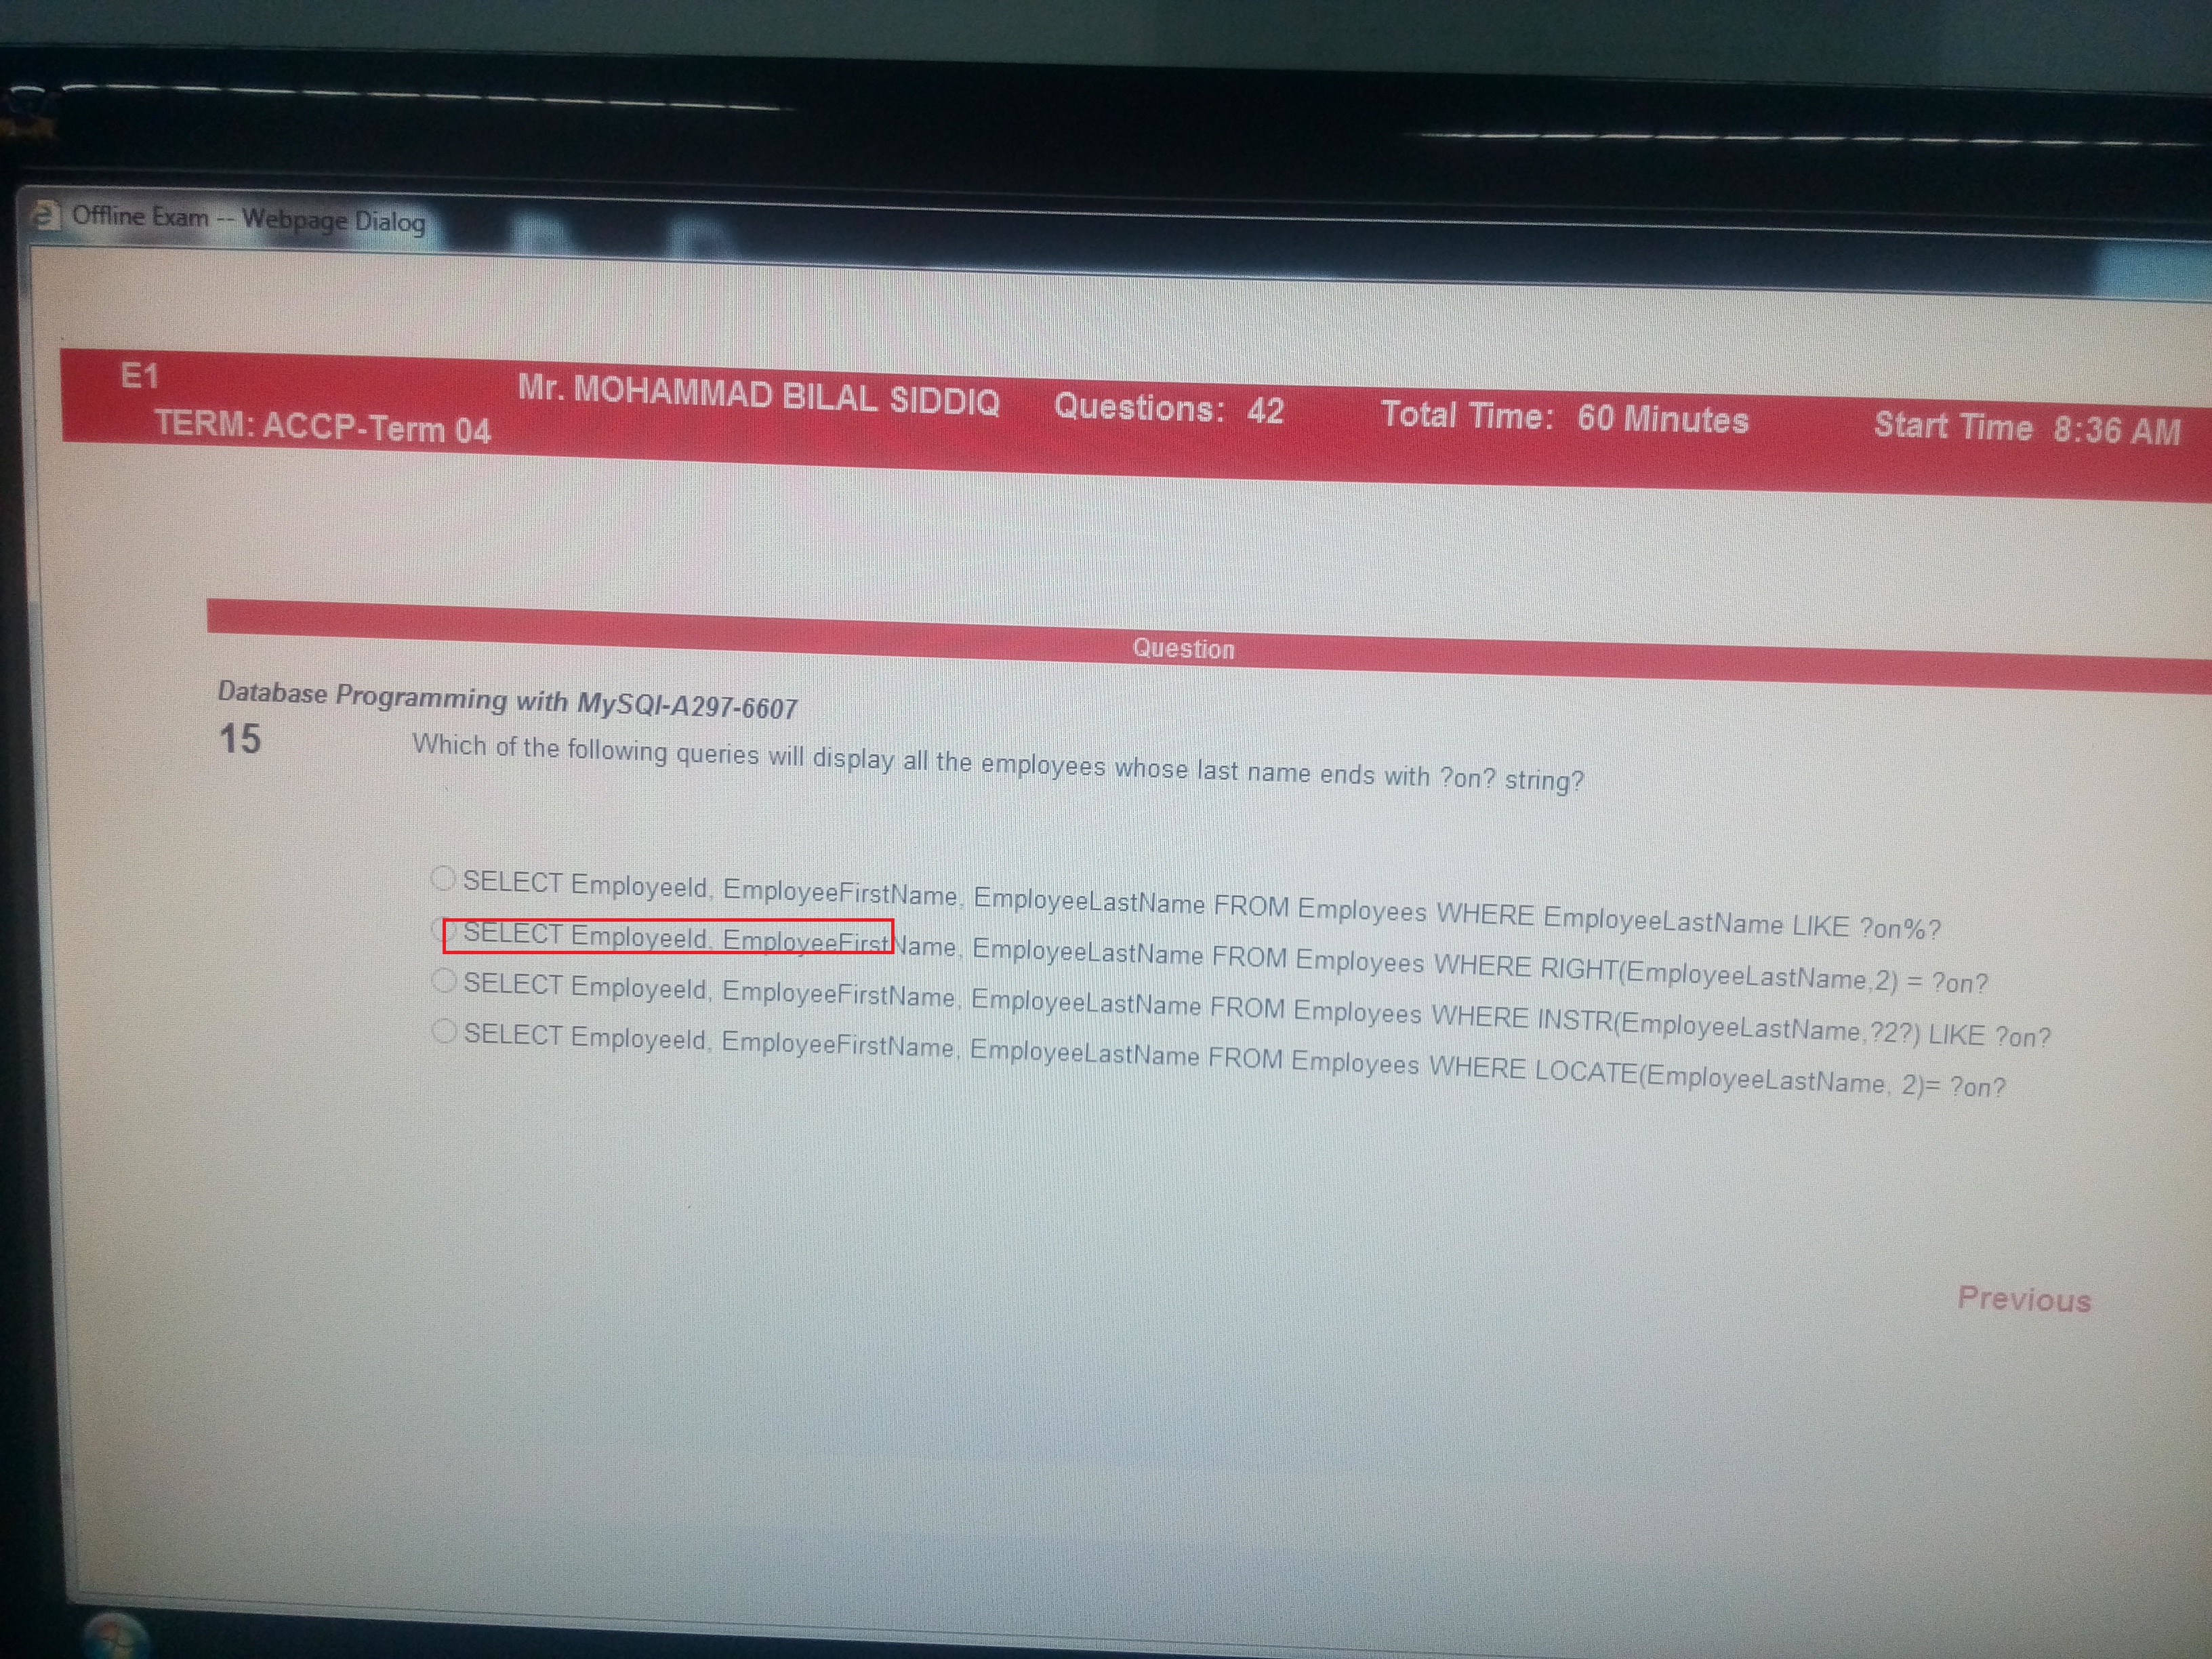 Offline Exam -- Webpage Dialog
E1 Mr. MOHAMMAD BILAL SIDDIQ Questions: 42 Total Time: 60 Minutes Start Time 8:36 AM
TERM: ACCP-Term 04
Question
Database Programming with MySQl-A297-6607
15 Which of the following queries will display all the employees whose last name ends with ?on? string?
SELECT EmployeeId, EmployeeFirstName, EmployeeLastName FROM Employees WHERE EmployeeLastName LIKE ?on%?
SELECT EmployeeId, EmployeeFirstName, EmployeeLastName FROM Employees WHERE RIGHT(EmployeeLastName,2) = ?on?
SELECT EmployeeId, EmployeeFirstName, EmployeeLastName FROM Employees WHERE INSTR(EmployeeLastName,?2?) LIKE ?on?
SELECT EmployeeId, EmployeeFirstName, EmployeeLastName FROM Employees WHERE LOCATE(EmployeeLastName, 2)= ?on?
Previous